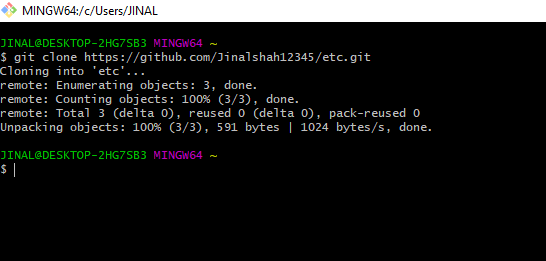 MINGW64:/c/Users/JINAL
JINAL@DESKTOP-2HG7SB3 MINGW64 ~
$ git clone https://github.com/Jinalshah12345/etc.git
Cloning into 'etc'...
remote: Enumerating objects: 3, done.
remote: Counting objects: 100% (3/3), done.
remote: Total 3 (delta 0), reused 0 (delta 0), pack-reused 0
Unpacking objects: 100% (3/3), 591 bytes | 1024 bytes/s, done.
JINAL@DESKTOP-2HG7SB3 MINGW64 ~
$